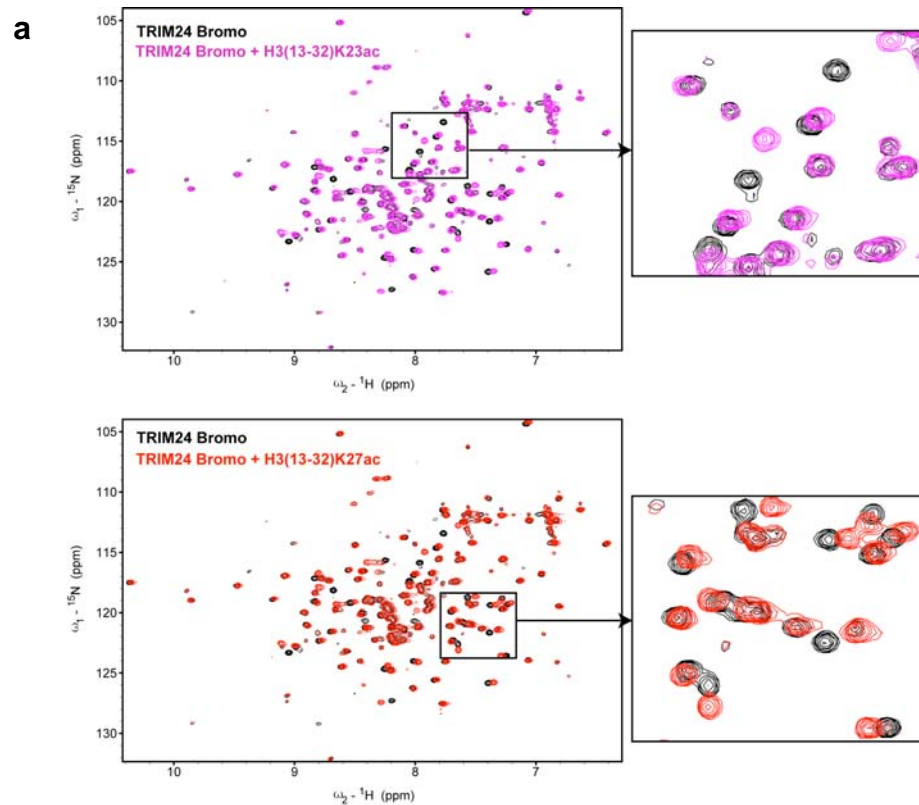 a
TRIM24 Bromo
TRIM24 Bromo + H3(13-32)K23ac
105
110
115
120
125
130
ω₁ - ¹⁵N (ppm)
10 9 8 7
ω₂ - ¹H (ppm)
TRIM24 Bromo
TRIM24 Bromo + H3(13-32)K27ac
105
110
115
120
125
130
ω₁ - ¹⁵N (ppm)
10 9 8 7
ω₂ - ¹H (ppm)